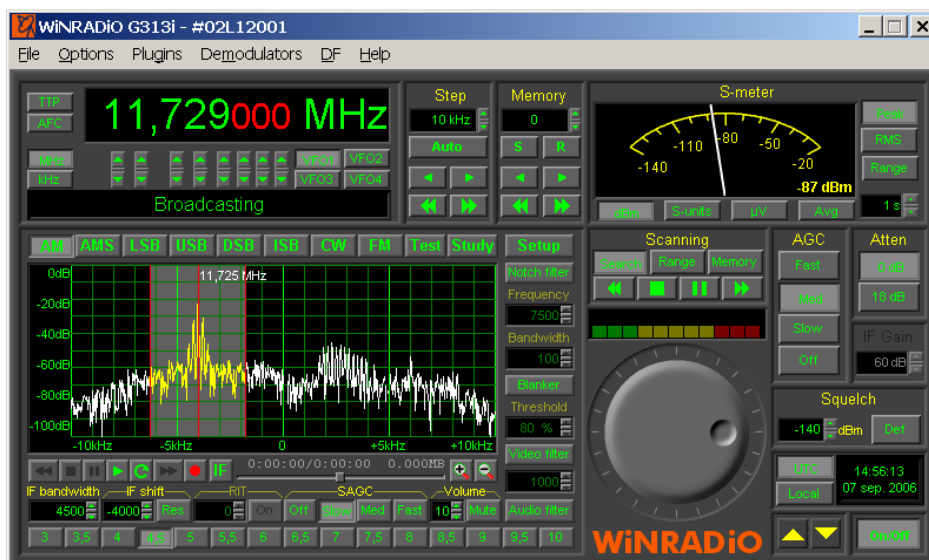 WiNRADiO G313i - #02L12001
File Options Plugins Demodulators DF Help
TTP
AFC
11,729000 MHz
MHz
kHz
VFO1 VFO2
VFO3 VFO4
Broadcasting
Step
10 kHz
Auto
Memory
0
S R
S-meter
-140 -110 -80 -50 -20
-87 dBm
dBm S-units µV Avg
Peak
RMS
Range
1 s
AM AMS LSB USB DSB ISB CW FM Test Study Setup
11,725 MHz
0dB
-20dB
-40dB
-60dB
-80dB
-100dB
-10kHz -5kHz 0 +5kHz +10kHz
Notch filter
Frequency
7500
Bandwidth
100
Blanker
Threshold
80 %
Video filter
1000
Audio filter
IF 0:00:00/0:00:00 0.000MB
IF bandwidth IF shift RIT SAGC Volume
4500 -4000 Res 0 On Off Slow Med Fast 10 Mute
3 3,5 4 4,5 5 5,5 6 6,5 7 7,5 8 8,5 9 9,5 10
Scanning
Search Range Memory
WiNRADiO
AGC
Fast
Med
Slow
Off
Atten
0 dB
18 dB
IF Gain
60 dB
Squelch
-140 dBm Def
UTC
Local
14:56:13
07 sep. 2006
On/Off